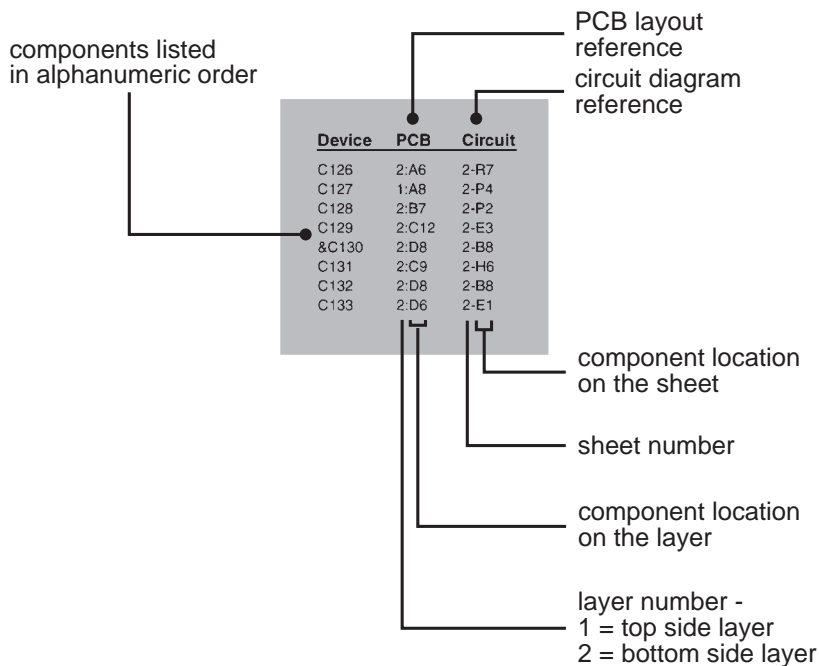 PCB layout
reference
components listed
in alphanumeric order
circuit diagram
reference
Device PCB Circuit
C126 2:A6 2-R7
C127 1:A8 2-P4
C128 2:B7 2-P2
C129 2:C12 2-E3
&C130 2:D8 2-B8
C131 2:C9 2-H6
C132 2:D8 2-B8
C133 2:D6 2-E1
component location
on the sheet
sheet number
component location
on the layer
layer number -
1 = top side layer
2 = bottom side layer